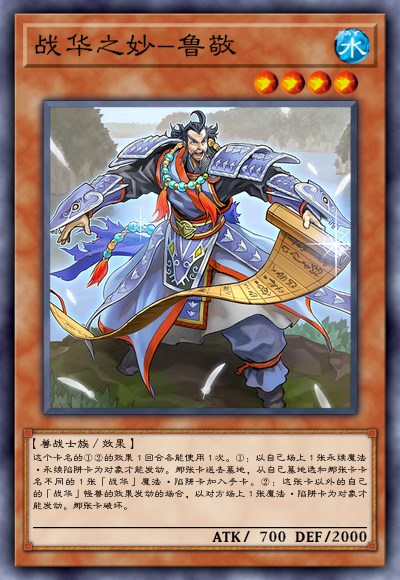 战华之妙-鲁敬
水
【兽战士族/效果】
这个卡名的①②的效果1回合各能使用1次。①:以自己场上1张永续魔法
·永续陷阱卡为对象才能发动。那张卡送去墓地,从自己墓地选和那张卡卡
名不同的1张「战华」魔法·陷阱卡加入手卡。②:这张卡以外的自己
的「战华」怪兽的效果发动的场合,以对方场上1张魔法·陷阱卡为对象才
能发动。那张卡破坏。
ATK/ 700 DEF/2000